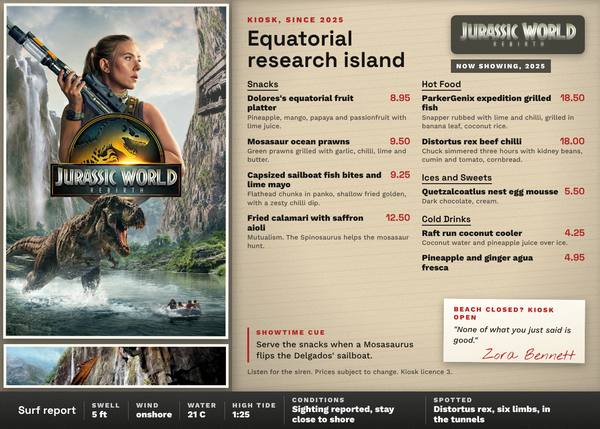 JURASSIC WORLD
REBIRTH
KIOSK, SINCE 2025
Equatorial
research island
JURASSIC WORLD
REBIRTH
NOW SHOWING, 2025
Snacks
Dolores's equatorial fruit 8.95
platter
Pineapple, mango, papaya and passionfruit with
lime juice.
Mosasaur ocean prawns 9.50
Green prawns grilled with garlic, chilli, lime and
butter.
Capsized sailboat fish bites and 9.25
lime mayo
Flathead chunks in panko, shallow fried golden,
with a zesty chilli dip.
Fried calamari with saffron 12.50
aioli
Mutualism. The Spinosaurus helps the mosasaur
hunt.
Hot Food
ParkerGenix expedition grilled 18.50
fish
Snapper rubbed with lime and chilli, grilled in
banana leaf, coconut rice.
Distortus rex beef chilli 18.00
Chuck simmered three hours with kidney beans,
cumin and tomato, cornbread.
Ices and Sweets
Quetzalcoatlus nest egg mousse 5.50
Dark chocolate, cream.
Cold Drinks
Raft run coconut cooler 4.25
Coconut water and pineapple juice over ice.
Pineapple and ginger agua 4.95
fresca
SHOWTIME CUE
Serve the snacks when a Mosasaurus
flips the Delgados' sailboat.
BEACH CLOSED? KIOSK
OPEN
"None of what you just said is
good."
Zora Bennett
Listen for the siren. Prices subject to change. Kiosk licence 3.
Surf report
SWELL
5 ft
WIND
onshore
WATER
21 C
HIGH TIDE
1:25
CONDITIONS
Sighting reported, stay
close to shore
SPOTTED
Distortus rex, six limbs, in
the tunnels